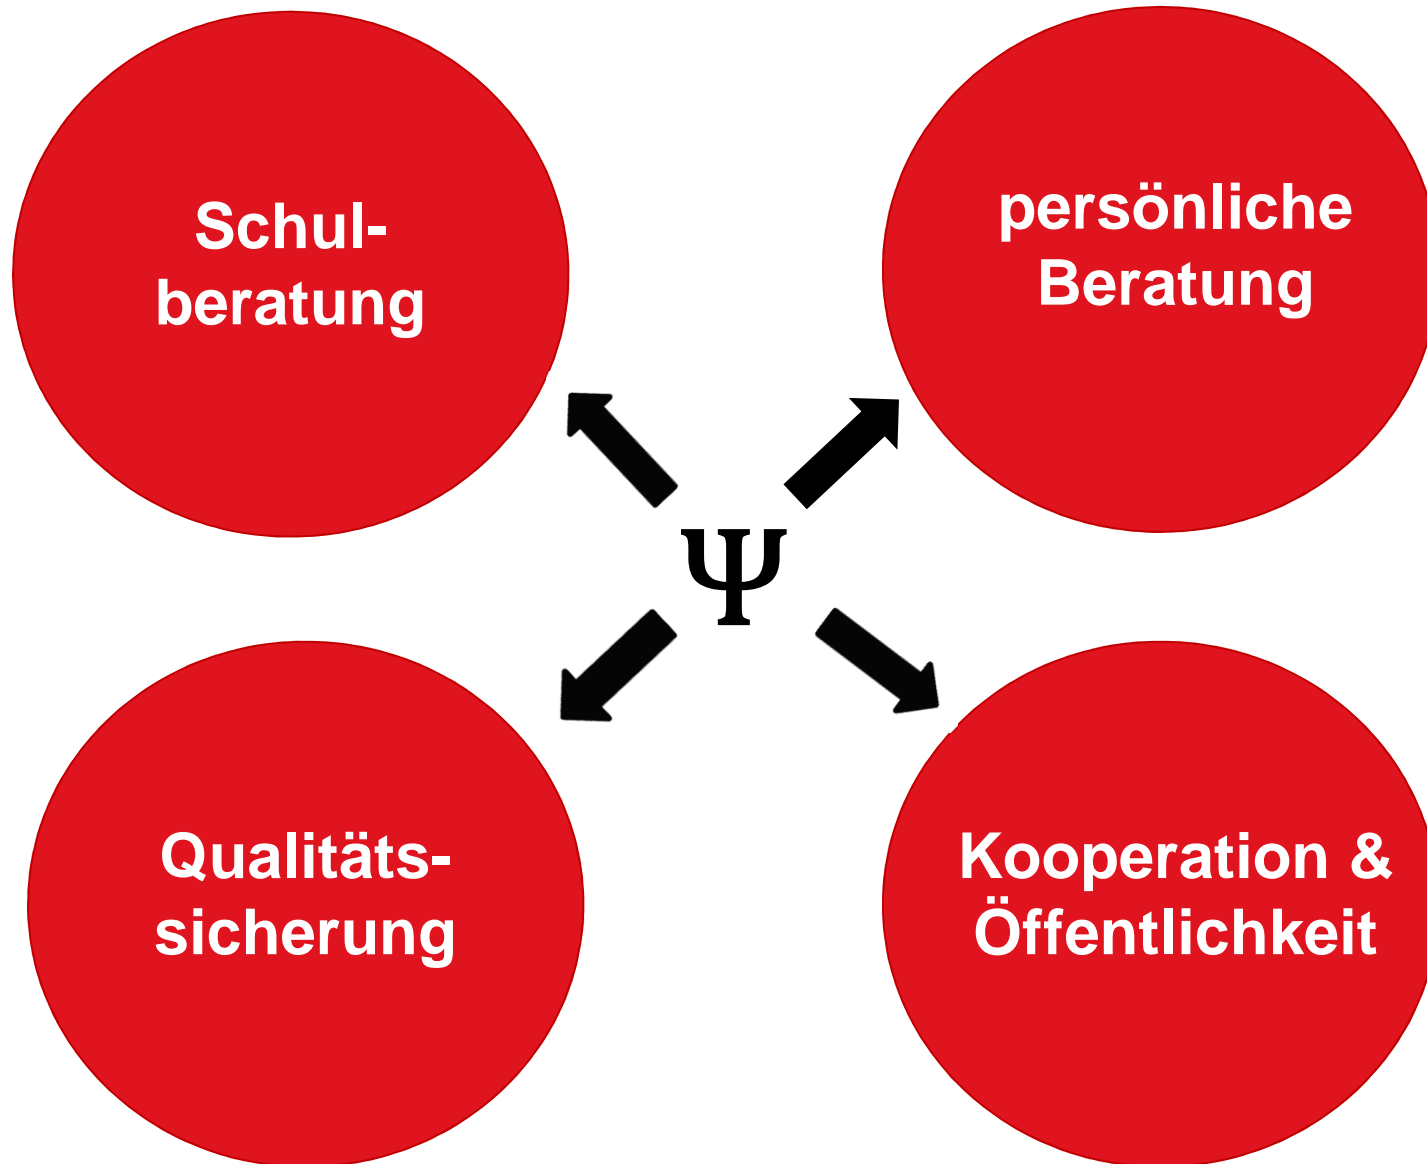 Schul-
beratung
persönliche
Beratung
Ψ
Qualitäts-
sicherung
Kooperation &
Öffentlichkeit